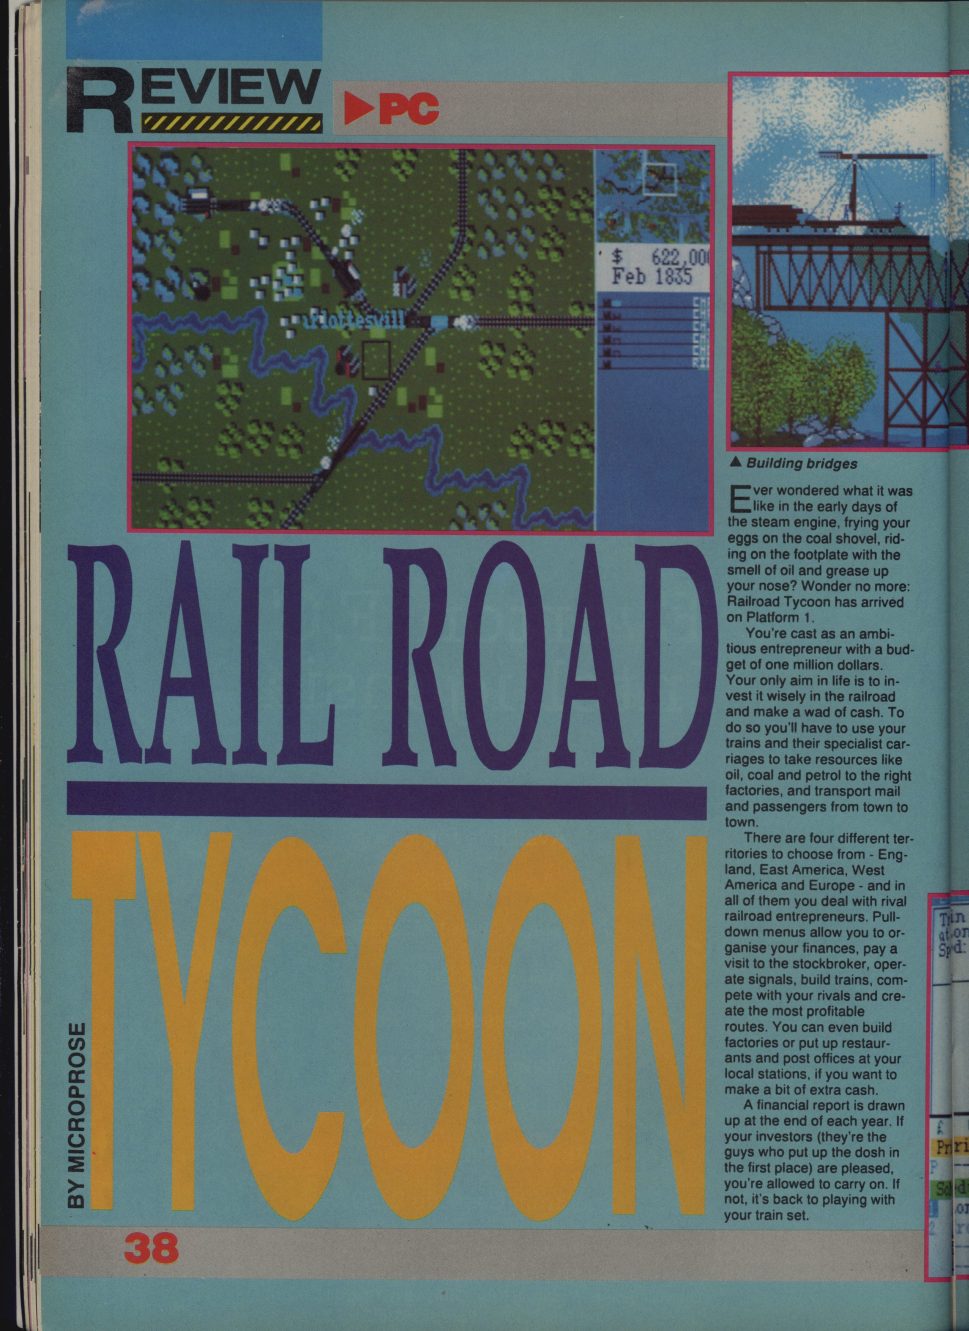 REVIEW
PC
$ 622,00
Feb 1835
▲ Building bridges
Ever wondered what it was
like in the early days of
the steam engine, frying your
eggs on the coal shovel, rid-
ing on the footplate with the
smell of oil and grease up
your nose? Wonder no more:
Railroad Tycoon has arrived
on Platform 1.
You're cast as an ambi-
tious entrepreneur with a bud-
get of one million dollars.
Your only aim in life is to in-
vest it wisely in the railroad
and make a wad of cash. To
do so you'll have to use your
trains and their specialist car-
riages to take resources like
oil, coal and petrol to the right
factories, and transport mail
and passengers from town to
town.
There are four different ter-
ritories to choose from - Eng-
land, East America, West
America and Europe - and in
all of them you deal with rival
railroad entrepreneurs. Pull-
down menus allow you to or-
ganise your finances, pay a
visit to the stockbroker, oper-
ate signals, build trains, com-
pete with your rivals and cre-
ate the most profitable
routes. You can even build
factories or put up restaur-
ants and post offices at your
local stations, if you want to
make a bit of extra cash.
A financial report is drawn
up at the end of each year. If
your investors (they're the
guys who put up the dosh in
the first place) are pleased,
you're allowed to carry on. If
not, it's back to playing with
your train set.
RAIL ROAD
TYCOON
BY MICROPROSE
38